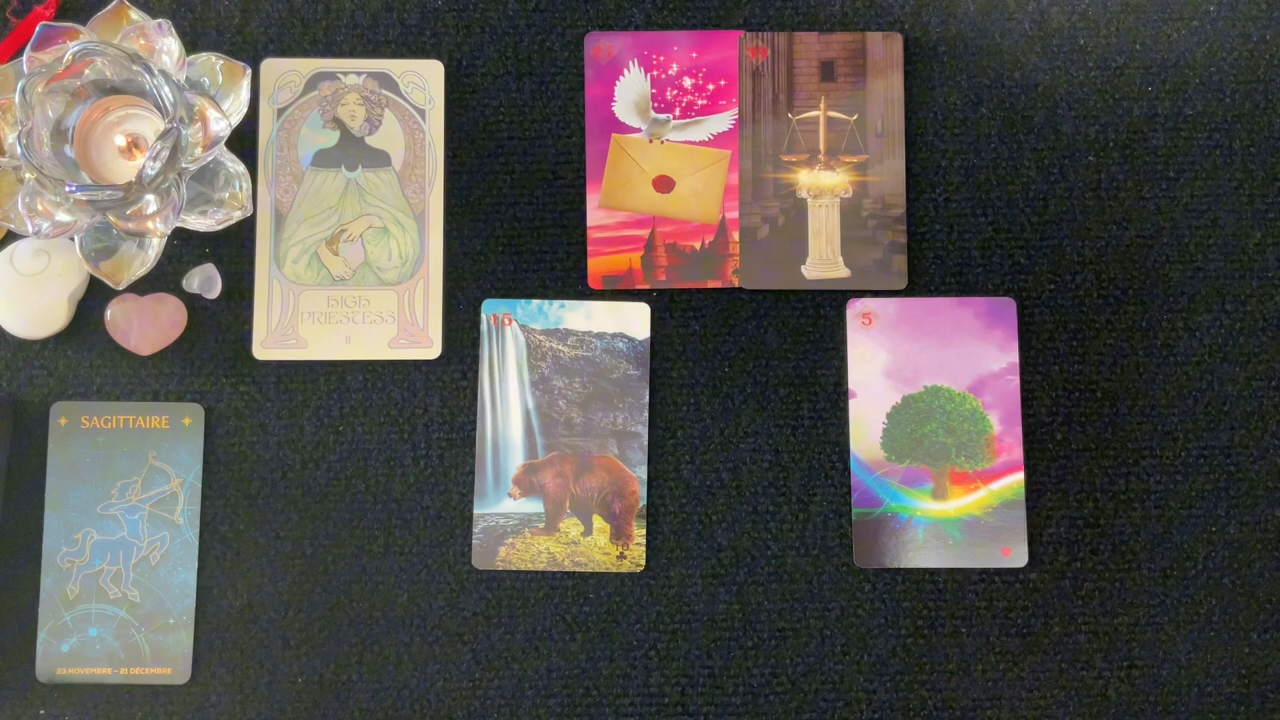 HIGH
PRIESTESS
II
SAGITTAIRE
23 NOVEMBRE – 21 DÉCEMBRE
15
5